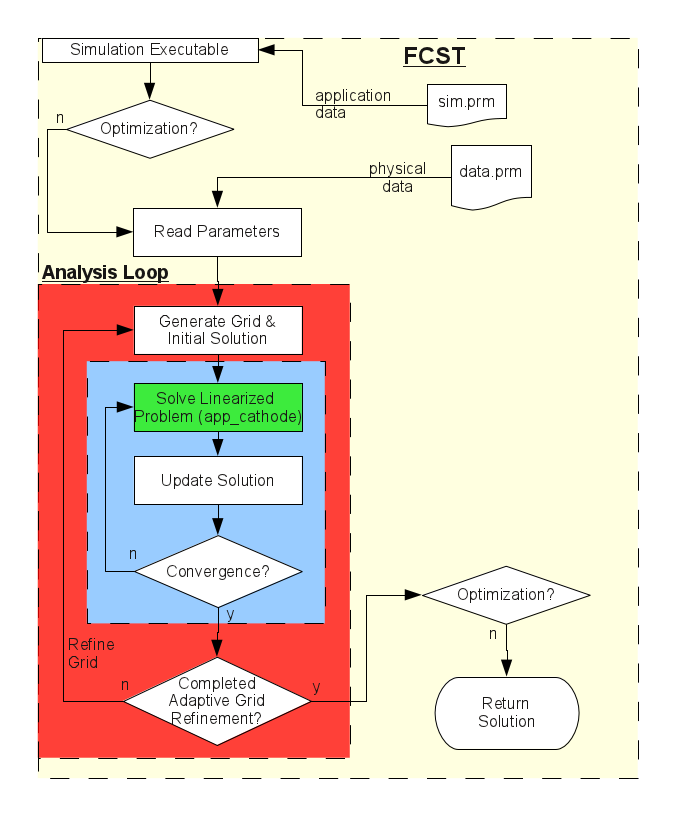 Simulation Executable
FCST
application
data
sim.prm
n
Optimization?
physical
data
data.prm
Read Parameters
Analysis Loop
Generate Grid &
Initial Solution
Solve Linearized
Problem (app_cathode)
Update Solution
n
Convergence?
y
Refine
Grid
n
Completed
Adaptive Grid
Refinement?
y
Optimization?
n
Return
Solution